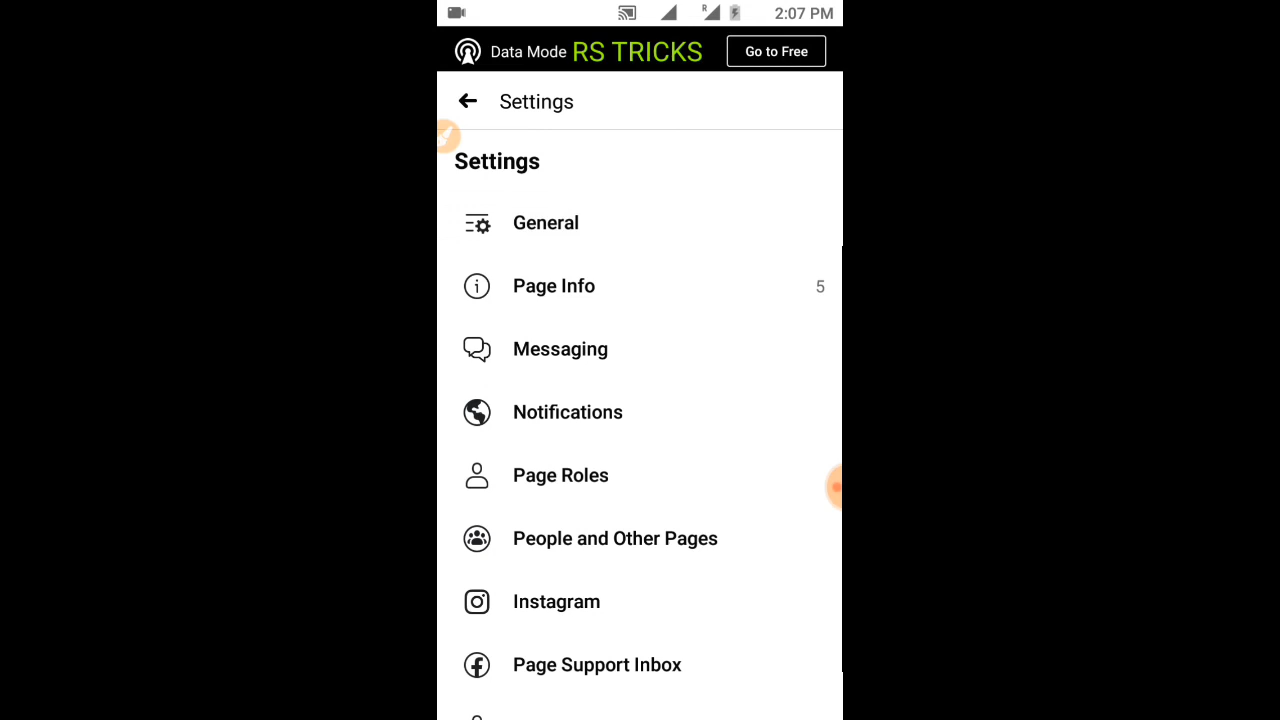 2:07 PM
Data Mode RS TRICKS Go to Free
Settings
Settings
General
Page Info 5
Messaging
Notifications
Page Roles
People and Other Pages
Instagram
Page Support Inbox